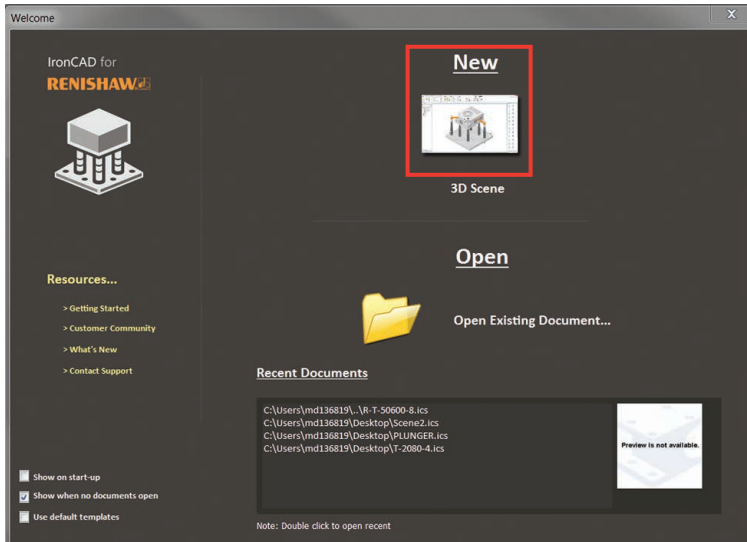 Welcome
X
IronCAD for
RENISHAW
New
3D Scene
Resources...
> Getting Started
> Customer Community
> What's New
> Contact Support
Open
Open Existing Document...
Recent Documents
C:\Users\md136819\..\R-T-50600-8.ics
C:\Users\md136819\Desktop\Scene2.ics
C:\Users\md136819\Desktop\PLUNGER.ics
C:\Users\md136819\Desktop\T-2080-4.ics
Preview is not available.
Show on start-up
Show when no documents open
Use default templates
Note: Double click to open recent